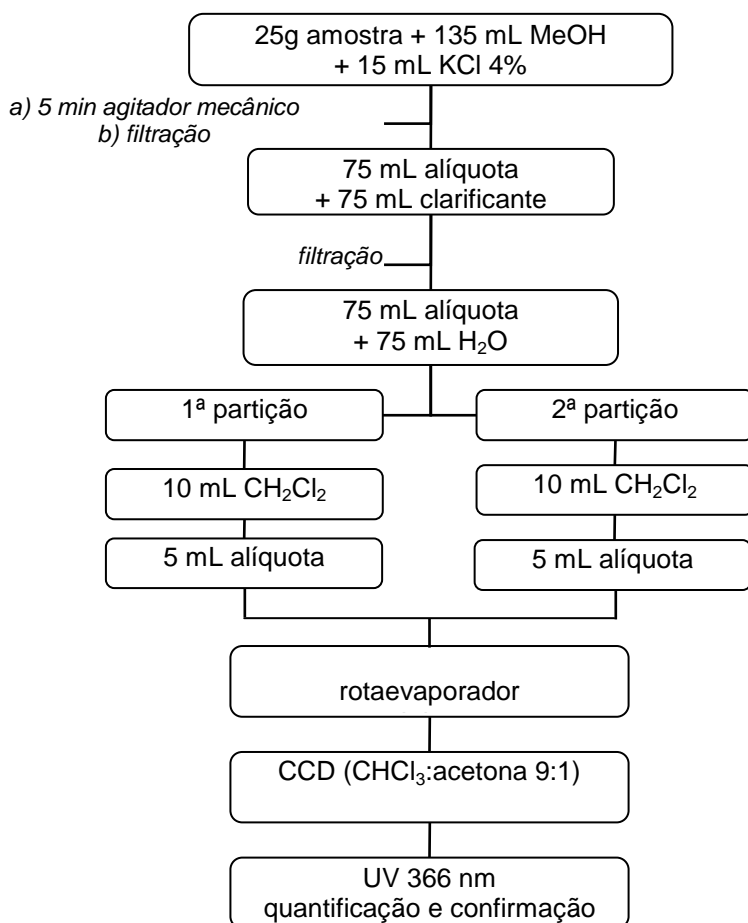 25g amostra + 135 mL MeOH
+ 15 mL KCl 4%
a) 5 min agitador mecânico
b) filtração
75 mL alíquota
+ 75 mL clarificante
filtração
75 mL alíquota
+ 75 mL H₂O
1ª partição
2ª partição
10 mL CH₂Cl₂
10 mL CH₂Cl₂
5 mL alíquota
5 mL alíquota
rotaevaporador
CCD (CHCl₃:acetona 9:1)
UV 366 nm
quantificação e confirmação